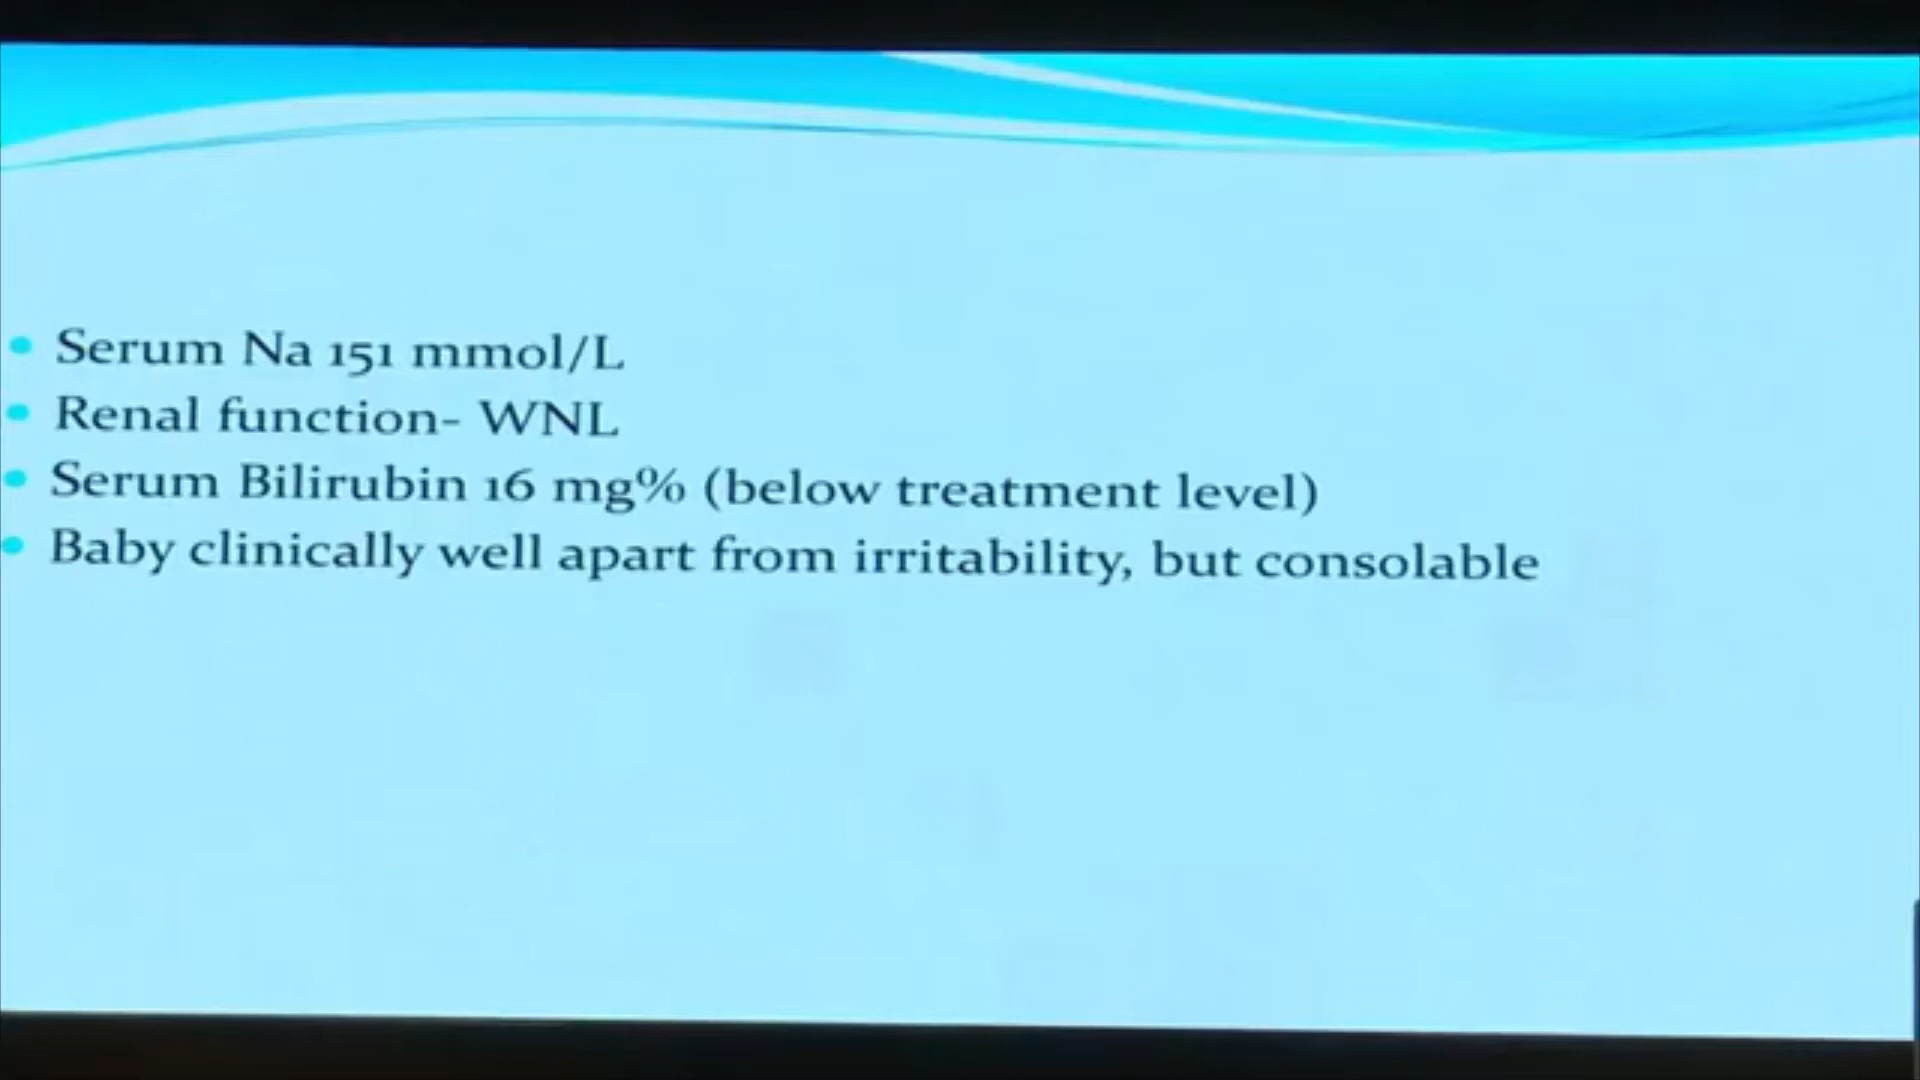 • Serum Na 151 mmol/L
• Renal function- WNL
• Serum Bilirubin 16 mg% (below treatment level)
• Baby clinically well apart from irritability, but consolable